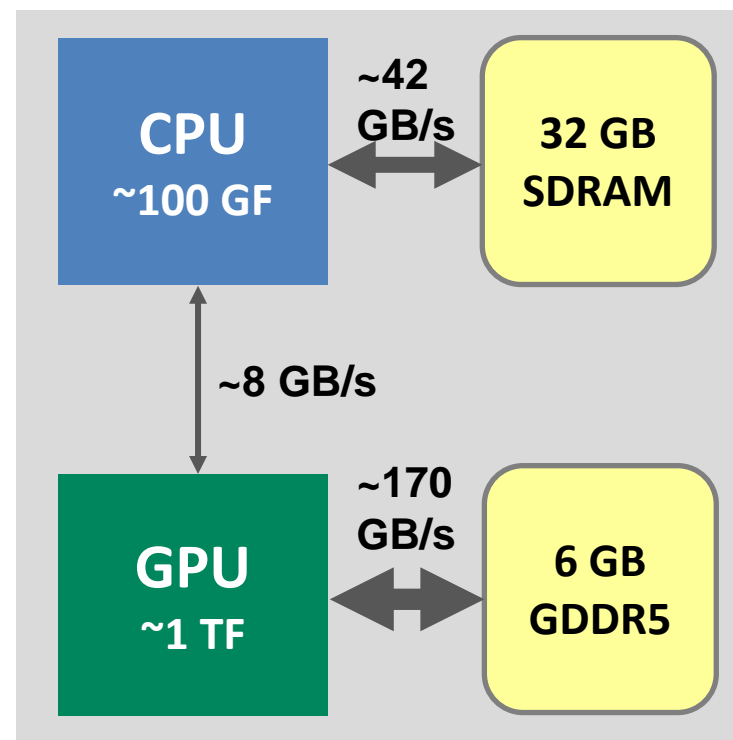 CPU
~100 GF
~42
GB/s
32 GB
SDRAM
~8 GB/s
GPU
~1 TF
~170
GB/s
6 GB
GDDR5